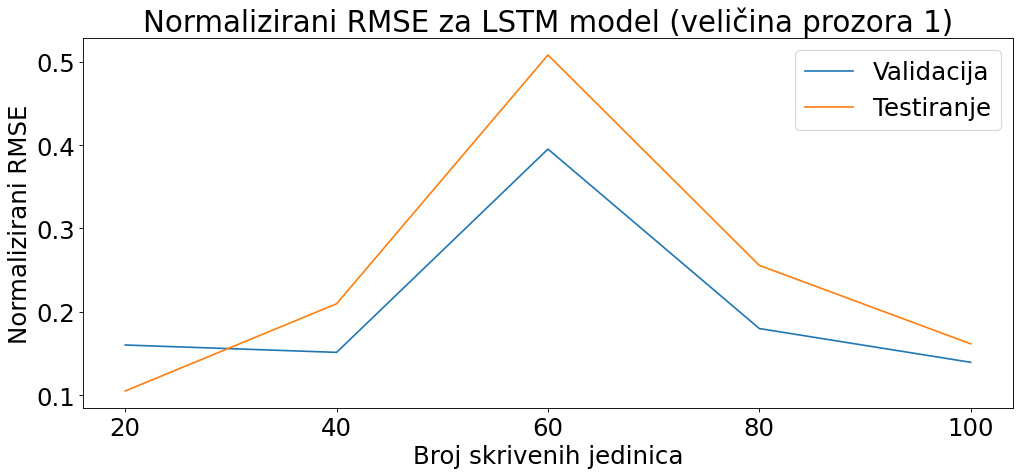 Normalizirani RMSE za LSTM model (veličina prozora 1)
Validacija
Testiranje
Normalizirani RMSE
0.5
0.4
0.3
0.2
0.1
20 40 60 80 100
Broj skrivenih jedinica